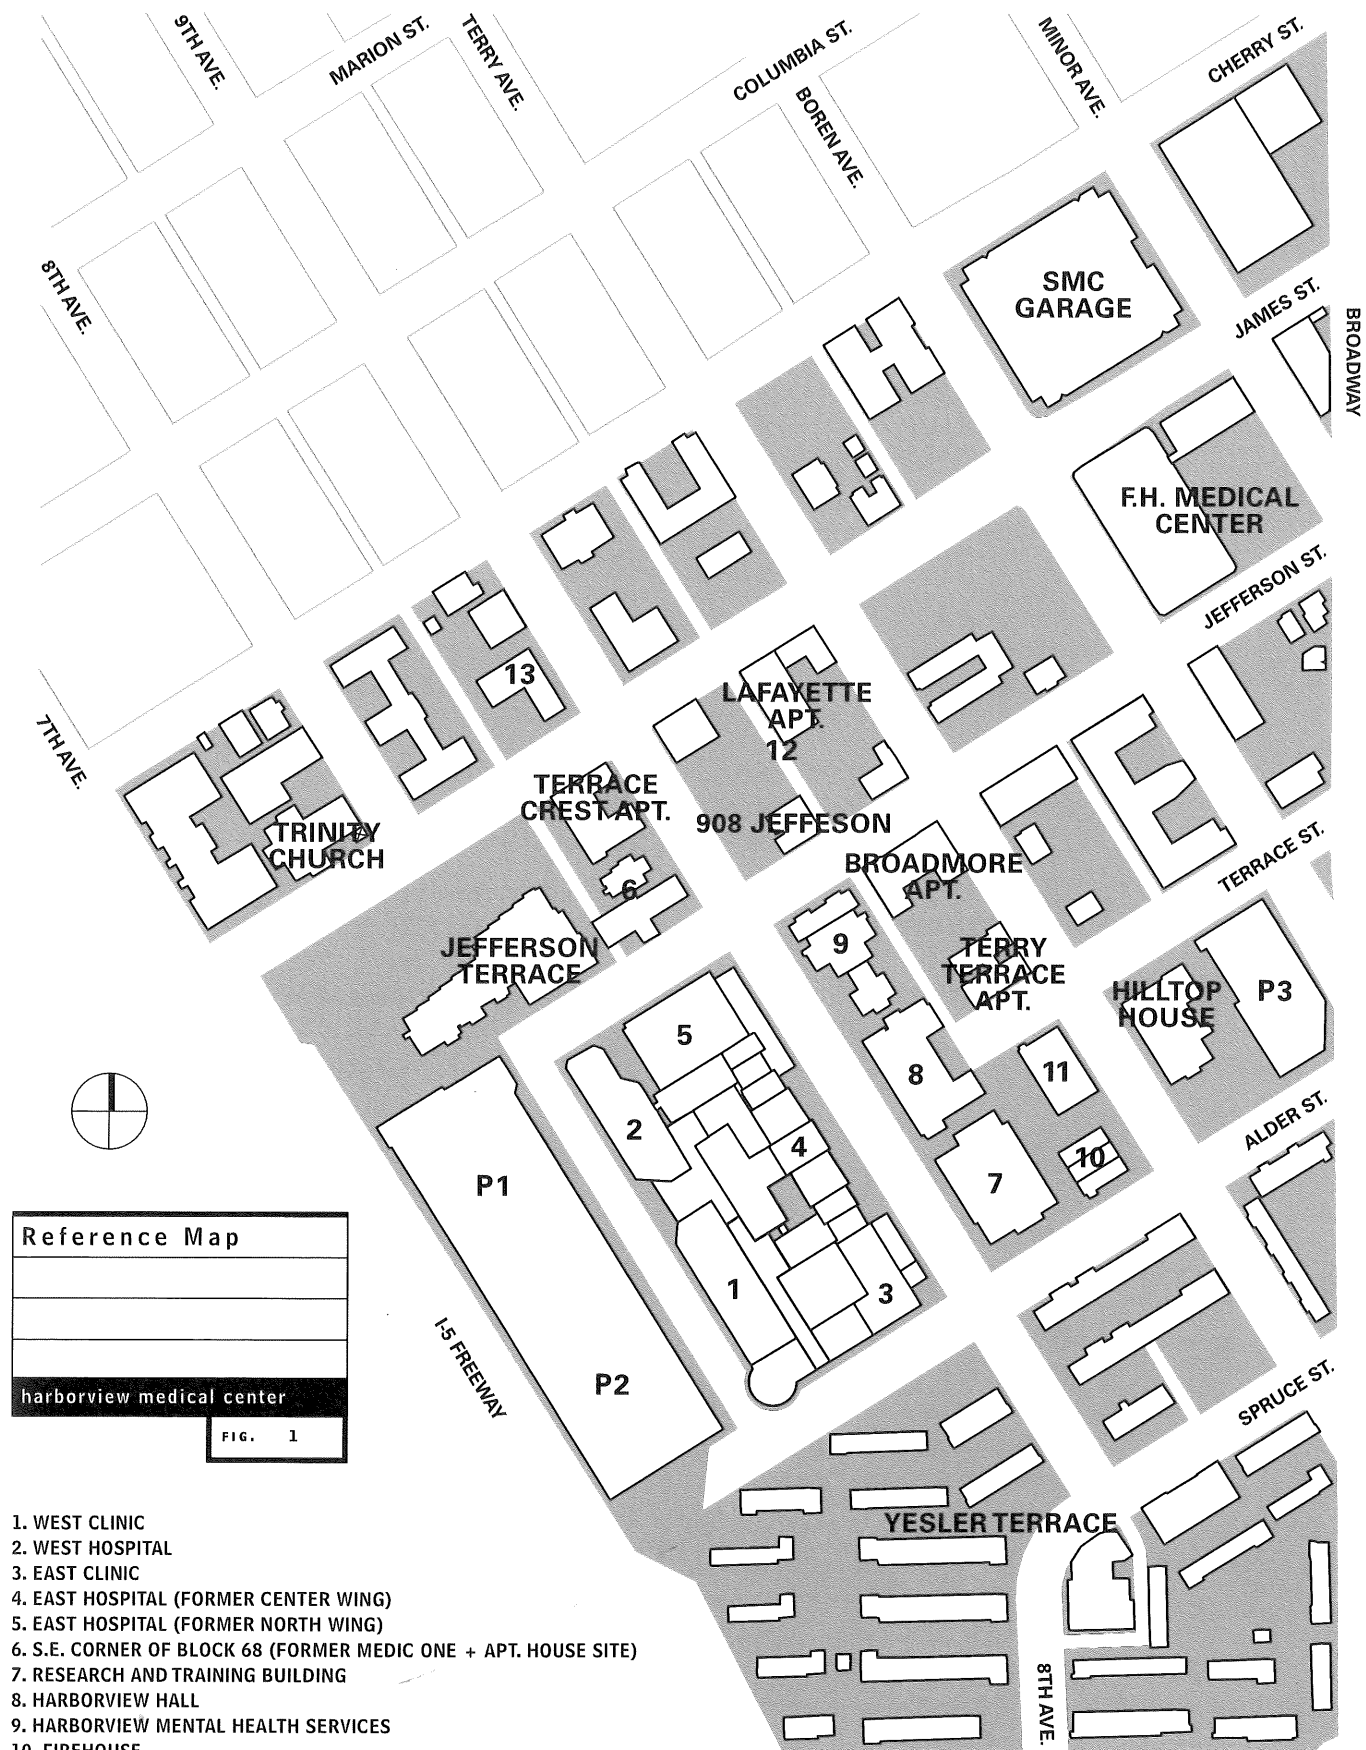 9TH AVE.
MARION ST.
TERRY AVE.
COLUMBIA ST.
BOREN AVE.
MINOR AVE.
CHERRY ST.
8TH AVE.
SMC
GARAGE
JAMES ST.
BROADWAY
F.H. MEDICAL
CENTER
JEFFERSON ST.
13
LAFAYETTE
APT.
12
7TH AVE.
TERRACE
CREST APT.
908 JEFFESON
TRINITY
CHURCH
BROADMORE
APT.
TERRACE ST.
6
JEFFERSON
TERRACE
9
TERRY
TERRACE
APT.
HILLTOP
HOUSE
P3
5
8
11
2
4
10
ALDER ST.
P1
7
Reference Map
1
3
I-5 FREEWAY
P2
harborview medical center
FIG. 1
SPRUCE ST.
YESLER TERRACE
8TH AVE.
1. WEST CLINIC
2. WEST HOSPITAL
3. EAST CLINIC
4. EAST HOSPITAL (FORMER CENTER WING)
5. EAST HOSPITAL (FORMER NORTH WING)
6. S.E. CORNER OF BLOCK 68 (FORMER MEDIC ONE + APT. HOUSE SITE)
7. RESEARCH AND TRAINING BUILDING
8. HARBORVIEW HALL
9. HARBORVIEW MENTAL HEALTH SERVICES
10. FIREHOUSE